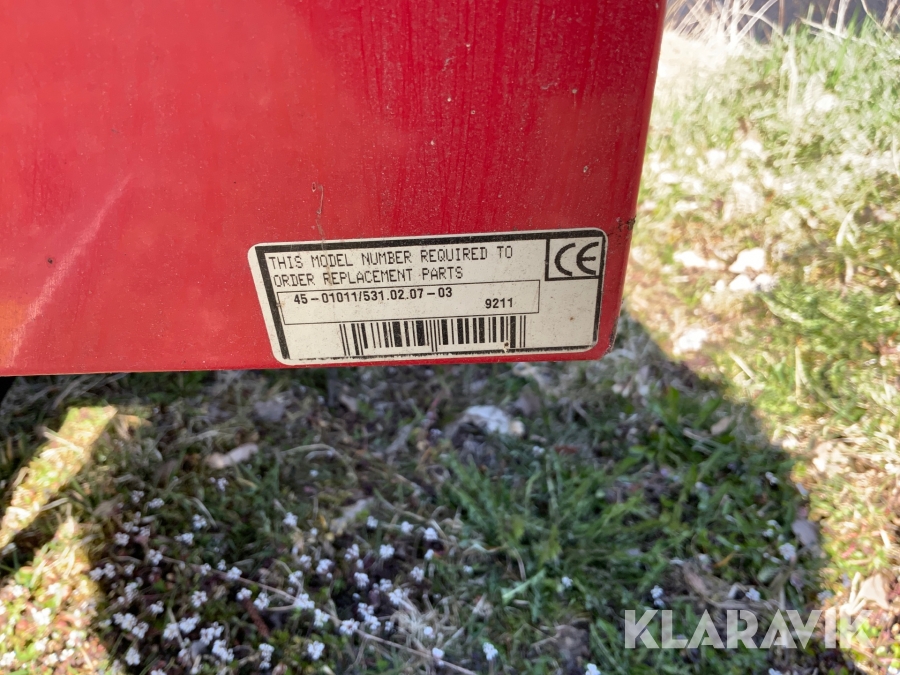 THIS MODEL NUMBER REQUIRED TO
ORDER REPLACEMENT PARTS
CE
45-01011/531.02.07-03
9211
KLARAVIK